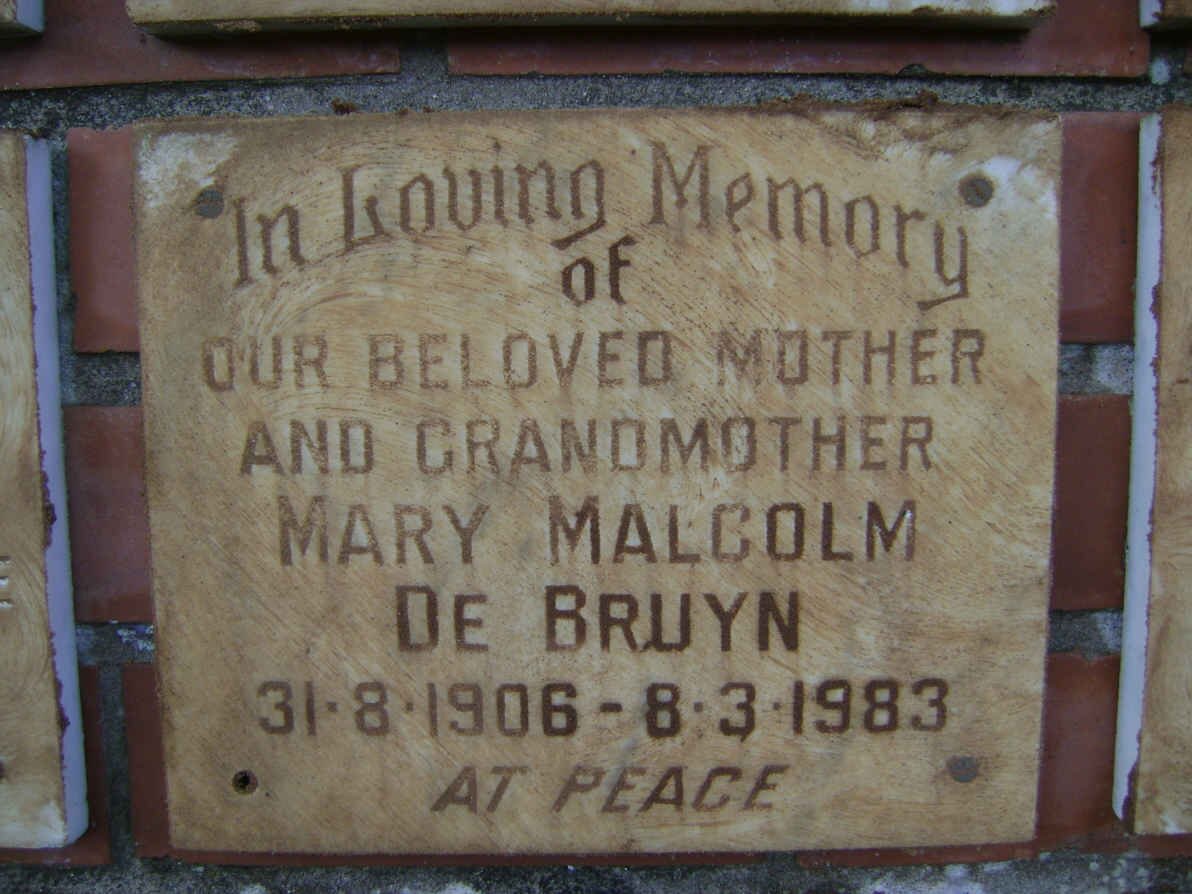 In Loving Memory
of
OUR BELOVED MOTHER
AND GRANDMOTHER
MARY MALCOLM
DE BRUYN
31·8·1906-8·3·1983
AT PEACE